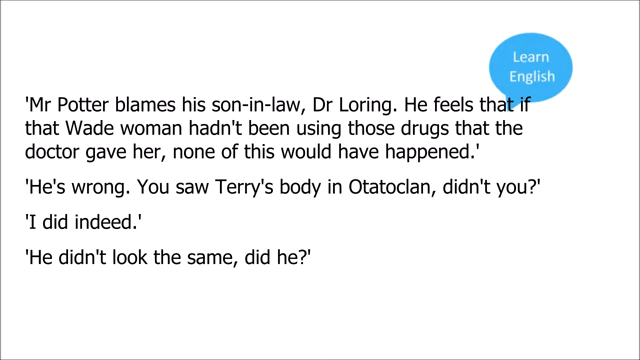 Learn
English
'Mr Potter blames his son-in-law, Dr Loring. He feels that if
that Wade woman hadn't been using those drugs that the
doctor gave her, none of this would have happened.'
'He's wrong. You saw Terry's body in Otatoclan, didn't you?'
'I did indeed.'
'He didn't look the same, did he?'